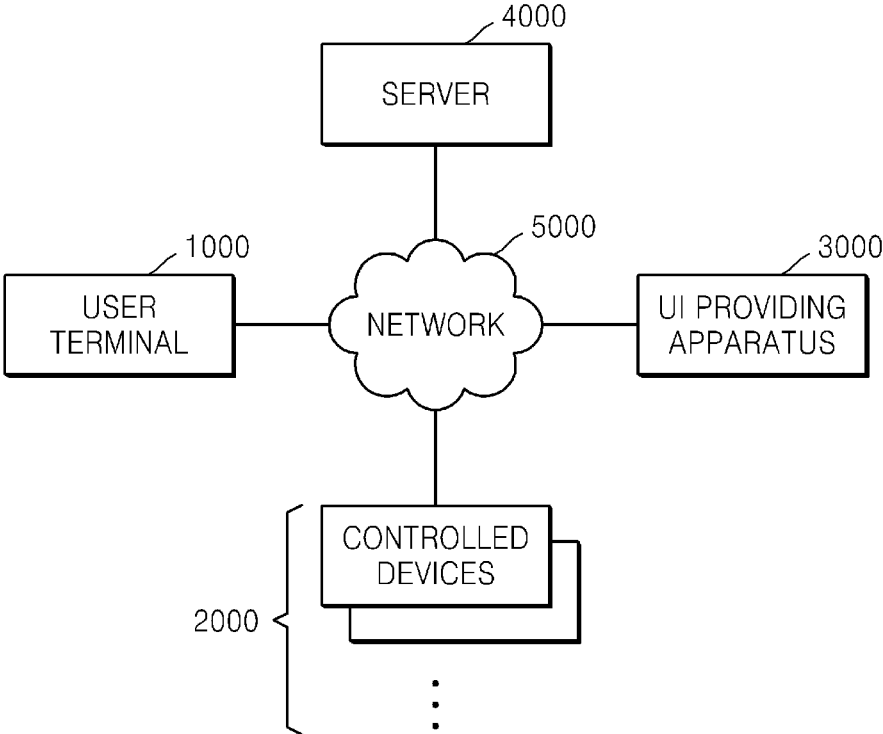 4000
SERVER
5000
1000
3000
USER
TERMINAL
NETWORK
UI PROVIDING
APPARATUS
CONTROLLED
DEVICES
2000